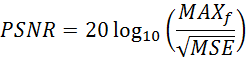 PSNR = 20 log₁₀ (MAX_f / √MSE)